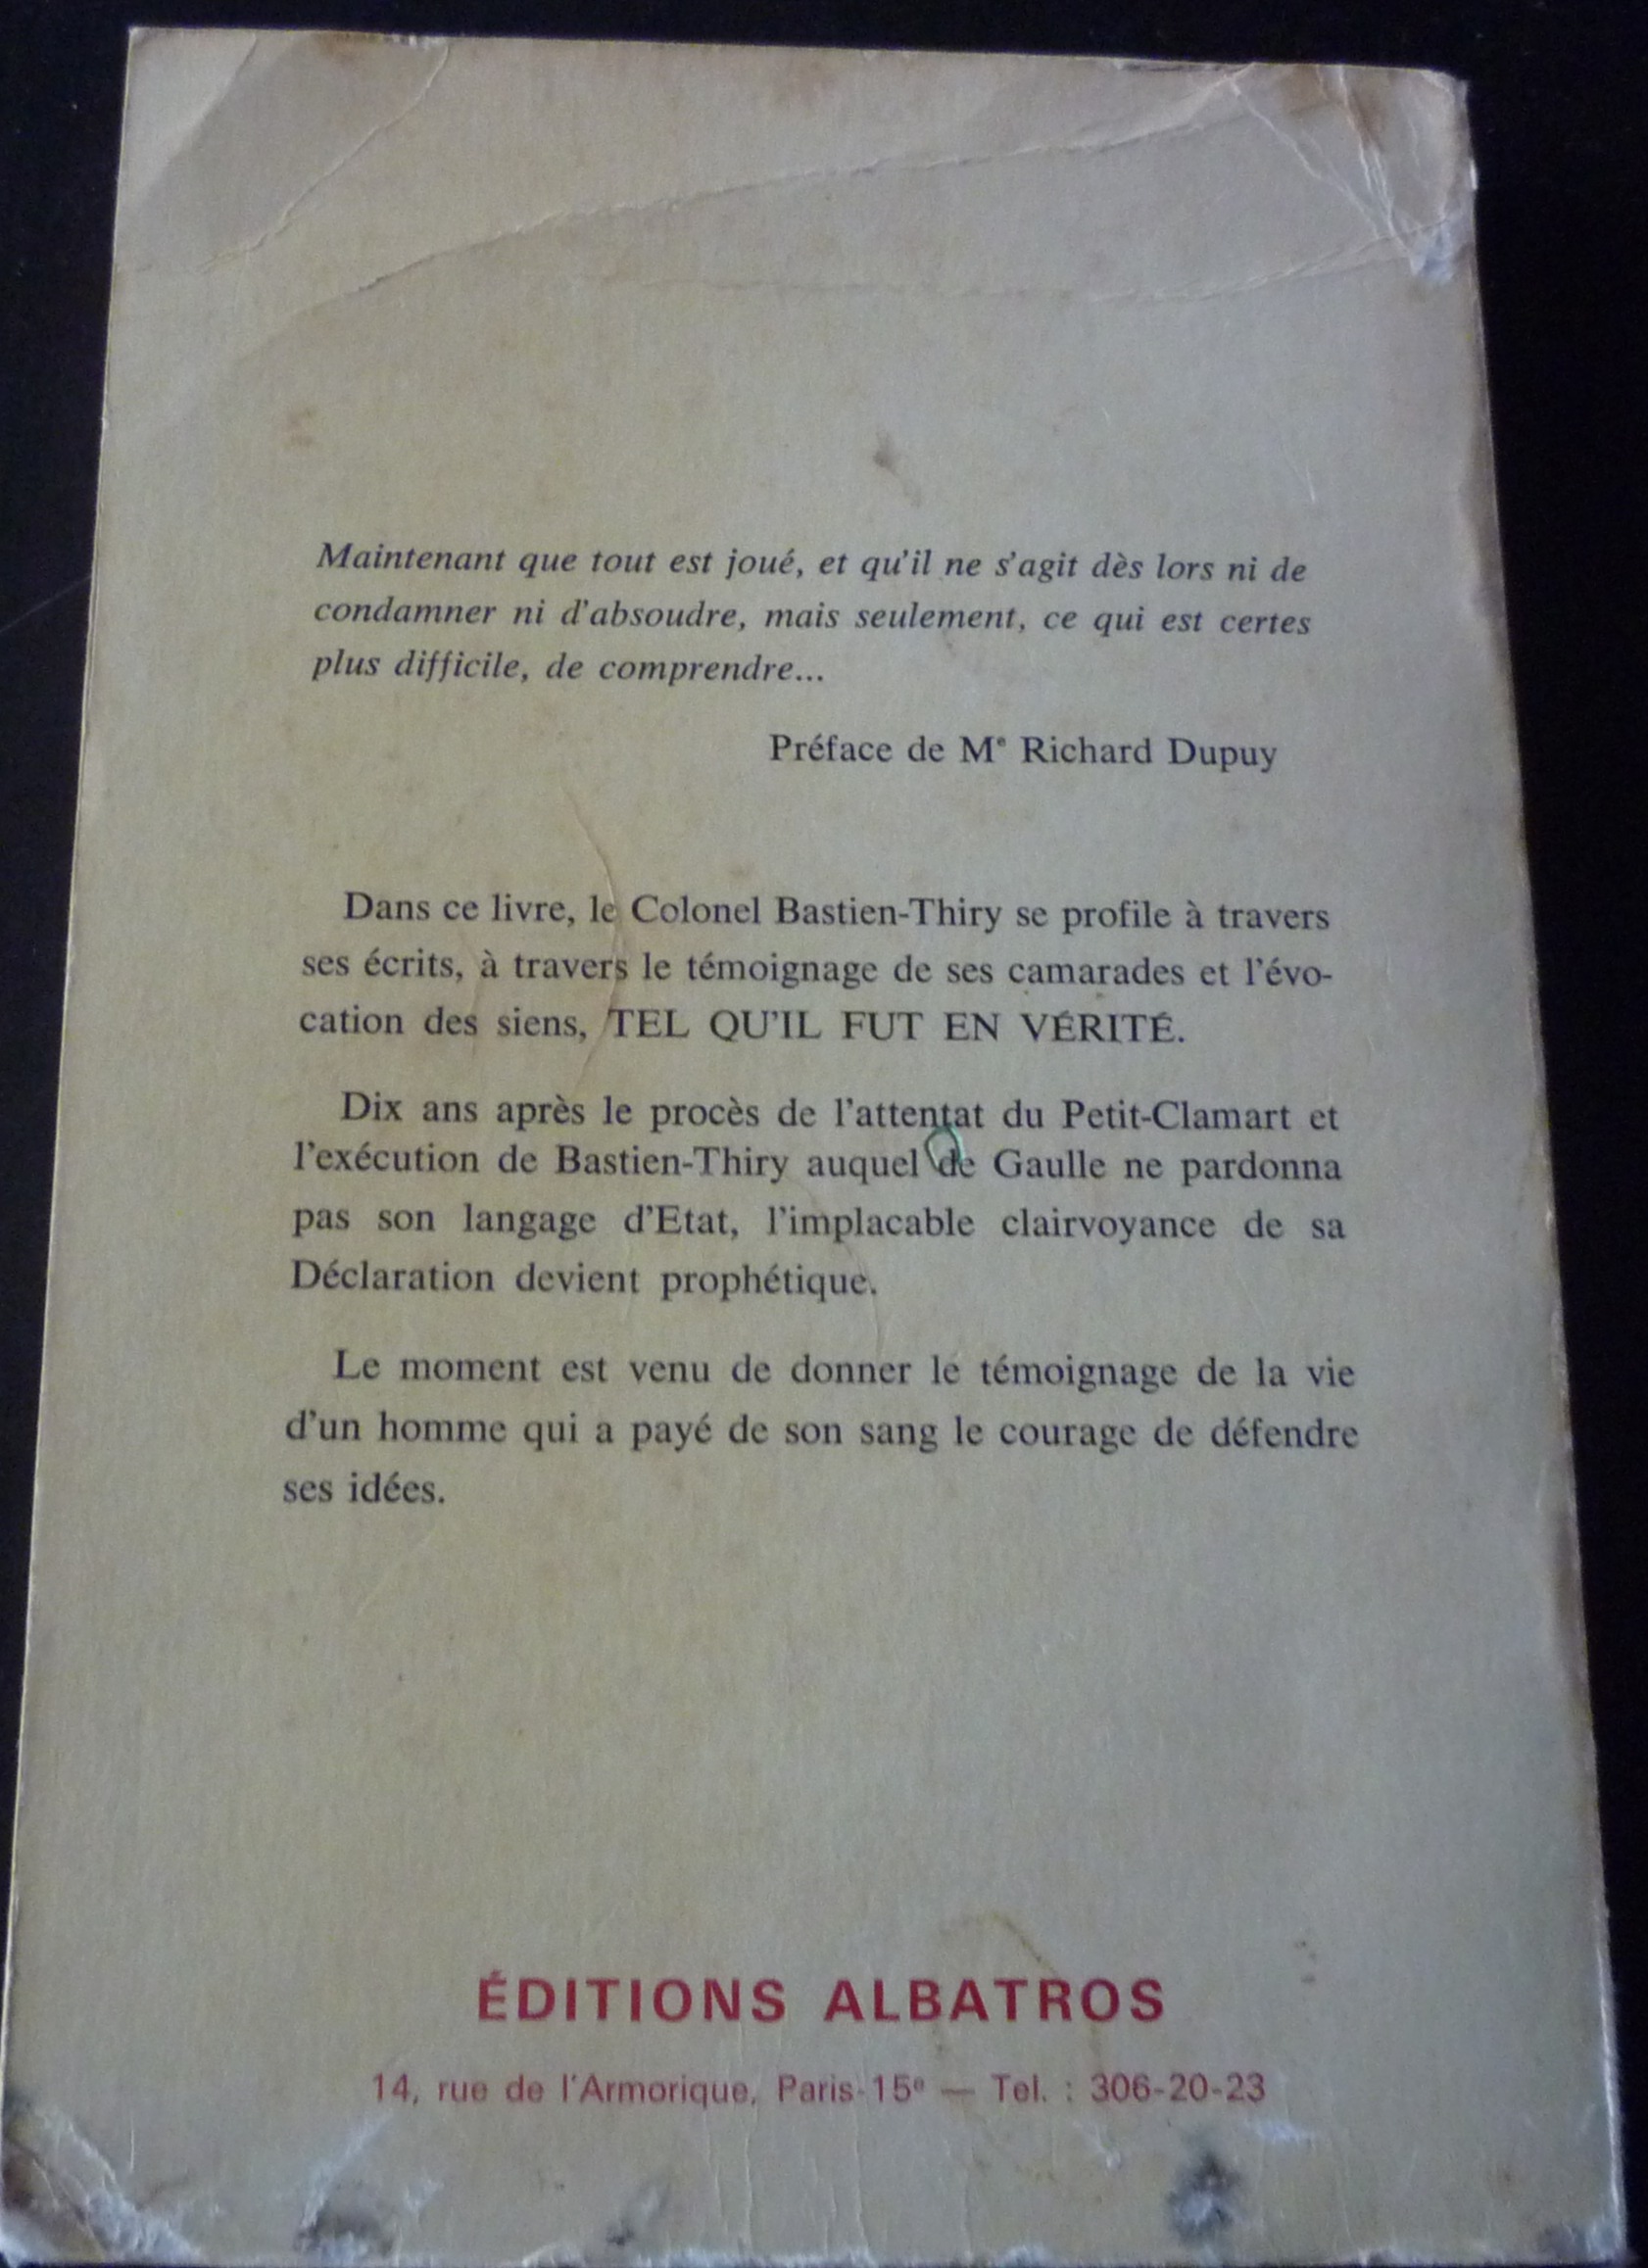 Maintenant que tout est joué, et qu'il ne s'agit dès lors ni de
condamner ni d'absoudre, mais seulement, ce qui est certes
plus difficile, de comprendre...
Préface de Mᵉ Richard Dupuy
Dans ce livre, le Colonel Bastien-Thiry se profile à travers
ses écrits, à travers le témoignage de ses camarades et l'évo-
cation des siens, TEL QU'IL FUT EN VÉRITÉ.
Dix ans après le procès de l'attentat du Petit-Clamart et
l'exécution de Bastien-Thiry auquel de Gaulle ne pardonna
pas son langage d'Etat, l'implacable clairvoyance de sa
Déclaration devient prophétique.
Le moment est venu de donner le témoignage de la vie
d'un homme qui a payé de son sang le courage de défendre
ses idées.
ÉDITIONS ALBATROS
14, rue de l'Armorique, Paris-15ᵉ — Tel. : 306-20-23